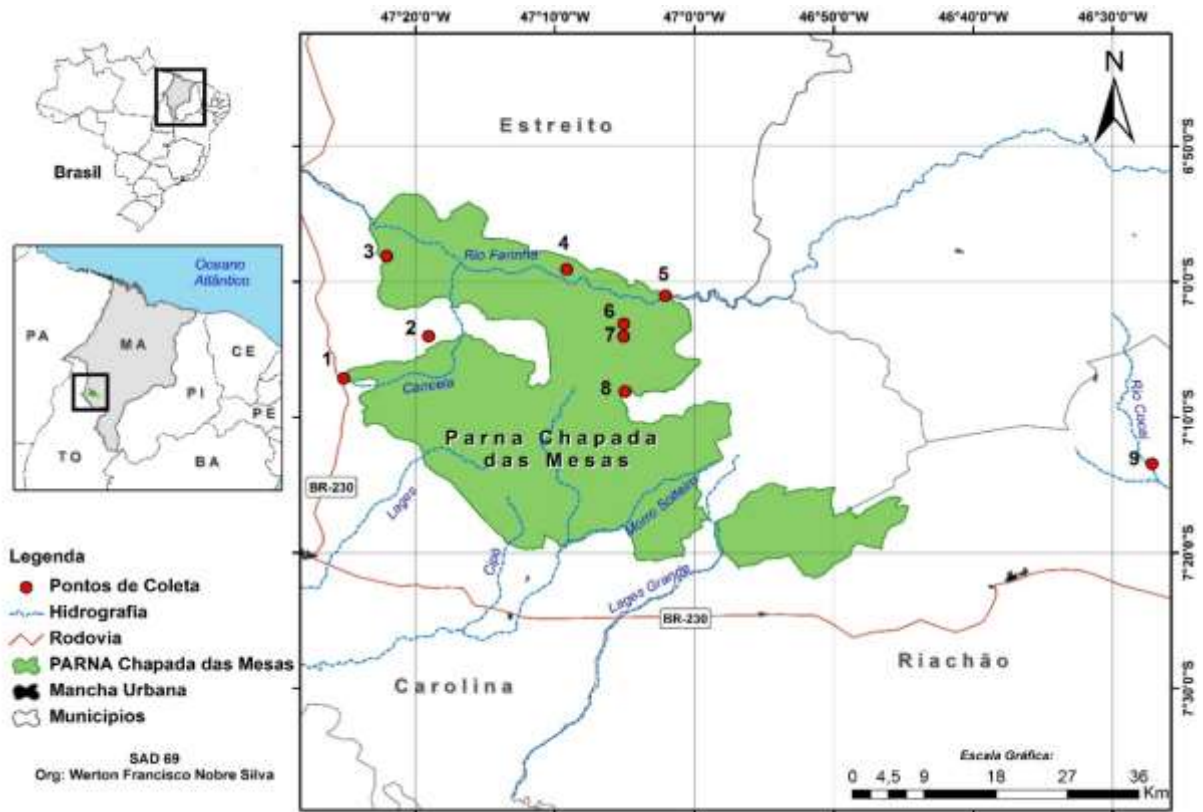 47°20'0"W 47°10'0"W 47°0'0"W 46°50'0"W 46°40'0"W 46°30'0"W
N
Estreito
6°50'0"S
Brasil
3
Rio Farinha
4
5
7°0'0"S
Oceano
Atlântico
6
7
2
PA
MA
CE
1
Cancela
8
PI
PE
Rio Cocal
7°10'0"S
TO
BA
Parna Chapada
das Mesas
9
BR-230
Lages
Morro Solteiro
Cipó
7°20'0"S
Lages Grande
BR-230
Riachão
Carolina
7°30'0"S
Legenda
Pontos de Coleta
Hidrografia
Rodovia
PARNA Chapada das Mesas
Mancha Urbana
Municipios
SAD 69
Org: Werton Francisco Nobre Silva
Escala Gráfica:
0 4,5 9 18 27 36
Km